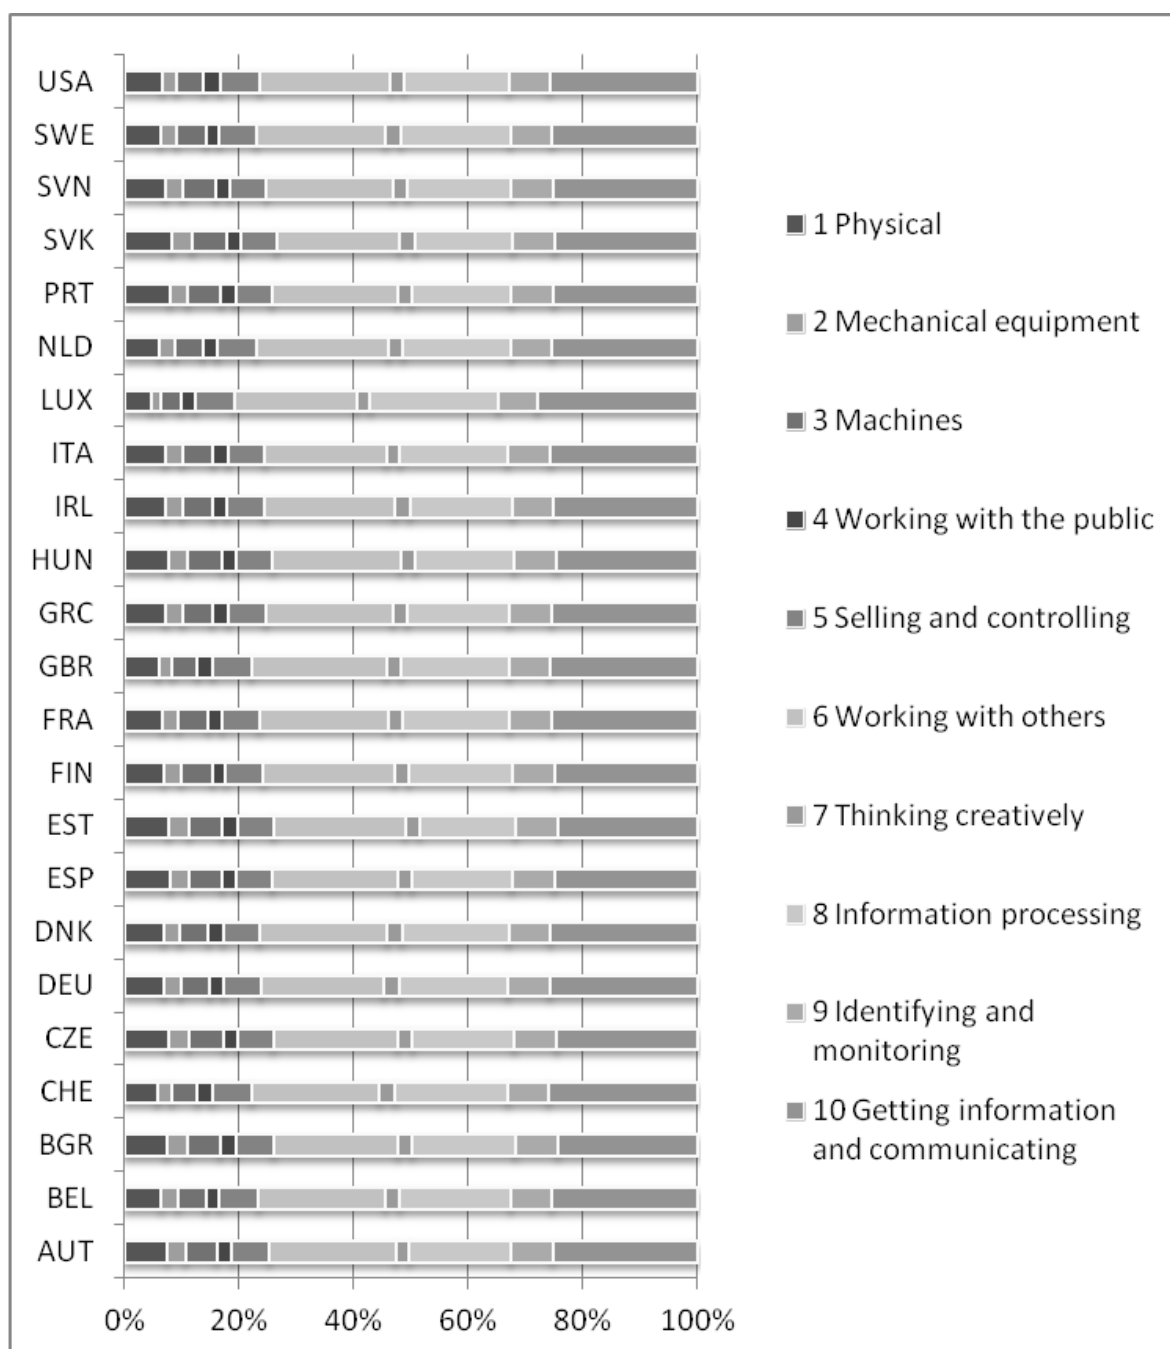 USA
SWE
SVN
SVK
PRT
NLD
LUX
ITA
IRL
HUN
GRC
GBR
FRA
FIN
EST
ESP
DNK
DEU
CZE
CHE
BGR
BEL
AUT
0% 20% 40% 60% 80% 100%
1 Physical
2 Mechanical equipment
3 Machines
4 Working with the public
5 Selling and controlling
6 Working with others
7 Thinking creatively
8 Information processing
9 Identifying and
monitoring
10 Getting information
and communicating